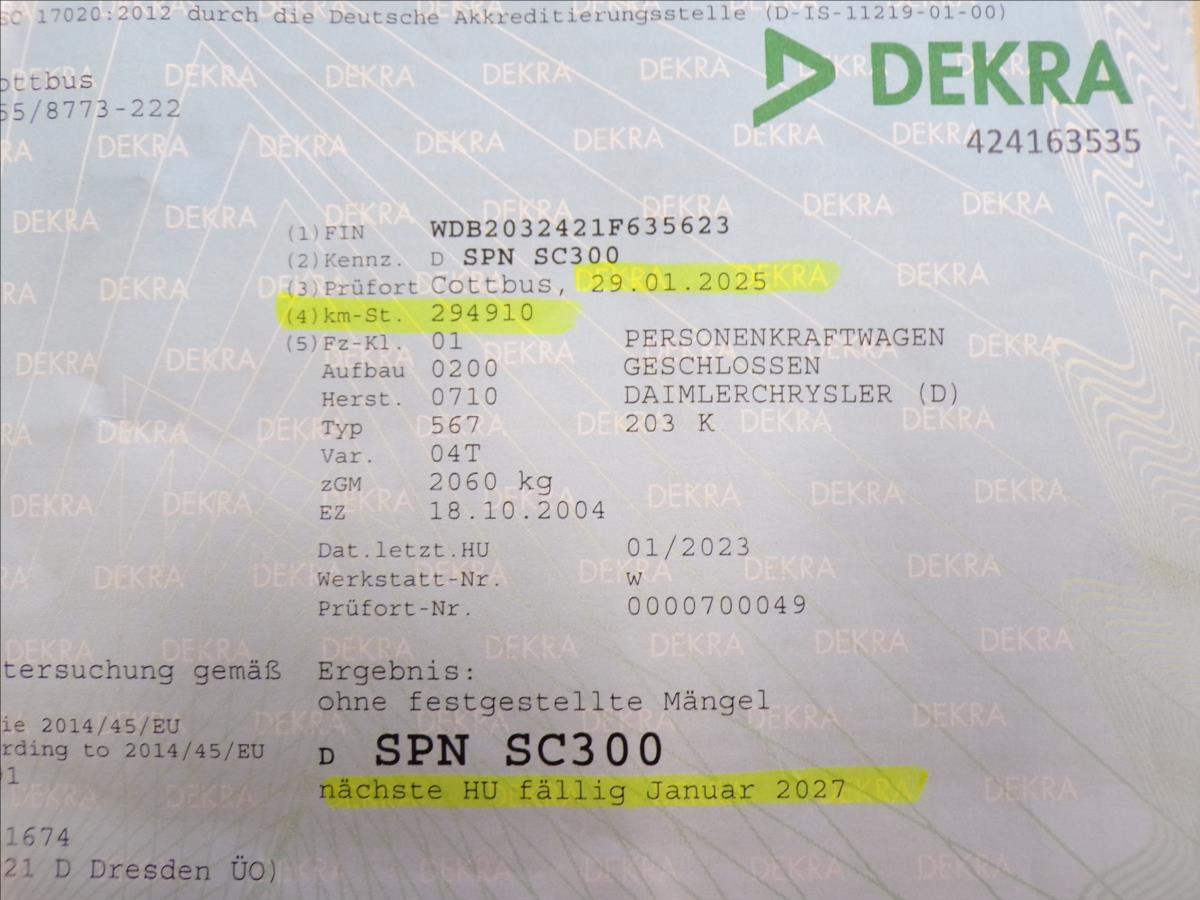 SC 17020:2012 durch die Deutsche Akkreditierungsstelle (D-IS-11219-01-00)
DEKRA
424163535
ottbus
55/8773-222
(1) FIN WDB2032421F635623
(2) Kennz. D SPN SC300
(3) Prüfort Cottbus, 29.01.2025
(4) km-St. 294910
(5) Fz-Kl. 01 PERSONENKRAFTWAGEN
Aufbau 0200 GESCHLOSSEN
Herst. 0710 DAIMLERCHRYSLER (D)
Typ 567 203 K
Var. 04T
zGM 2060 kg
EZ 18.10.2004
Dat.letzt.HU 01/2023
Werkstatt-Nr. w
Prüfort-Nr. 0000700049
tersuchung gemäß
Ergebnis:
ohne festgestellte Mängel
ie 2014/45/EU
rding to 2014/45/EU
D SPN SC300
nächste HU fällig Januar 2027
1674
21 D Dresden ÜO)